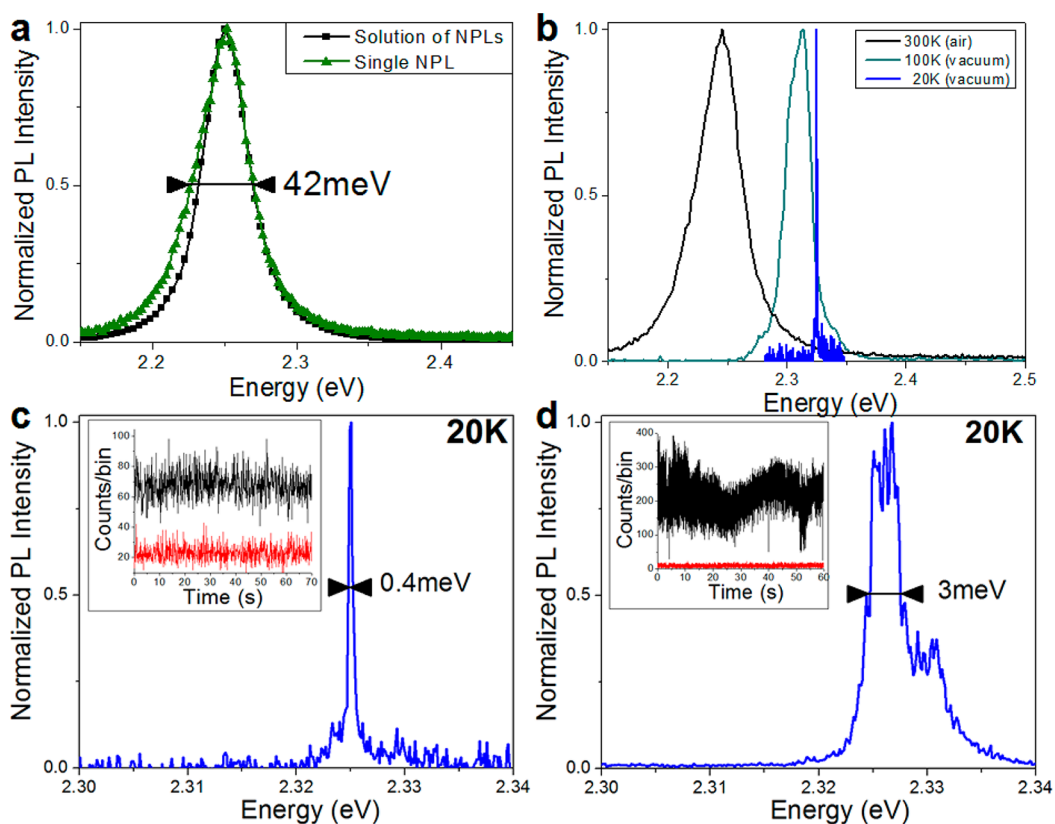 a
1.0
0.5
0.0
Normalized PL Intensity
Solution of NPLs
Single NPL
42meV
2.2
2.3
2.4
Energy (eV)
b
1.0
0.5
0.0
Normalized PL Intensity
300K (air)
100K (vacuum)
20K (vacuum)
2.2
2.3
2.4
2.5
Energy (eV)
c
20K
1.0
0.5
0.0
Normalized PL Intensity
100
80
60
40
20
Counts/bin
0 10 20 30 40 50 60 70
Time (s)
0.4meV
2.30
2.31
2.32
2.33
2.34
Energy (eV)
d
20K
1.0
0.5
0.0
Normalized PL Intensity
400
300
200
100
0
Counts/bin
0 10 20 30 40 50 60
Time (s)
3meV
2.30
2.31
2.32
2.33
2.34
Energy (eV)